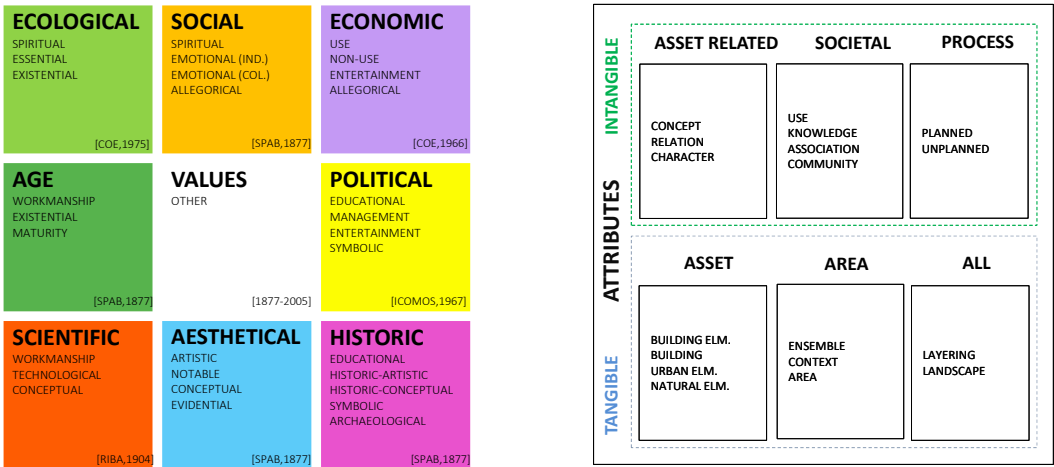 ECOLOGICAL
SPIRITUAL
ESSENTIAL
EXISTENTIAL
[COE,1975]
SOCIAL
SPIRITUAL
EMOTIONAL (IND.)
EMOTIONAL (COL.)
ALLEGORICAL
[SPAB,1877]
ECONOMIC
USE
NON-USE
ENTERTAINMENT
ALLEGORICAL
[COE,1966]
AGE
WORKMANSHIP
EXISTENTIAL
MATURITY
[SPAB,1877]
VALUES
OTHER
[1877-2005]
POLITICAL
EDUCATIONAL
MANAGEMENT
ENTERTAINMENT
SYMBOLIC
[ICOMOS,1967]
SCIENTIFIC
WORKMANSHIP
TECHNOLOGICAL
CONCEPTUAL
[RIBA,1904]
AESTHETICAL
ARTISTIC
NOTABLE
CONCEPTUAL
EVIDENTIAL
[SPAB,1877]
HISTORIC
EDUCATIONAL
HISTORIC-ARTISTIC
HISTORIC-CONCEPTUAL
SYMBOLIC
ARCHAEOLOGICAL
[SPAB,1877]
ATTRIBUTES
INTANGIBLE
ASSET RELATED
CONCEPT
RELATION
CHARACTER
SOCIETAL
USE
KNOWLEDGE
ASSOCIATION
COMMUNITY
PROCESS
PLANNED
UNPLANNED
TANGIBLE
ASSET
BUILDING ELM.
BUILDING
URBAN ELM.
NATURAL ELM.
AREA
ENSEMBLE
CONTEXT
AREA
ALL
LAYERING
LANDSCAPE